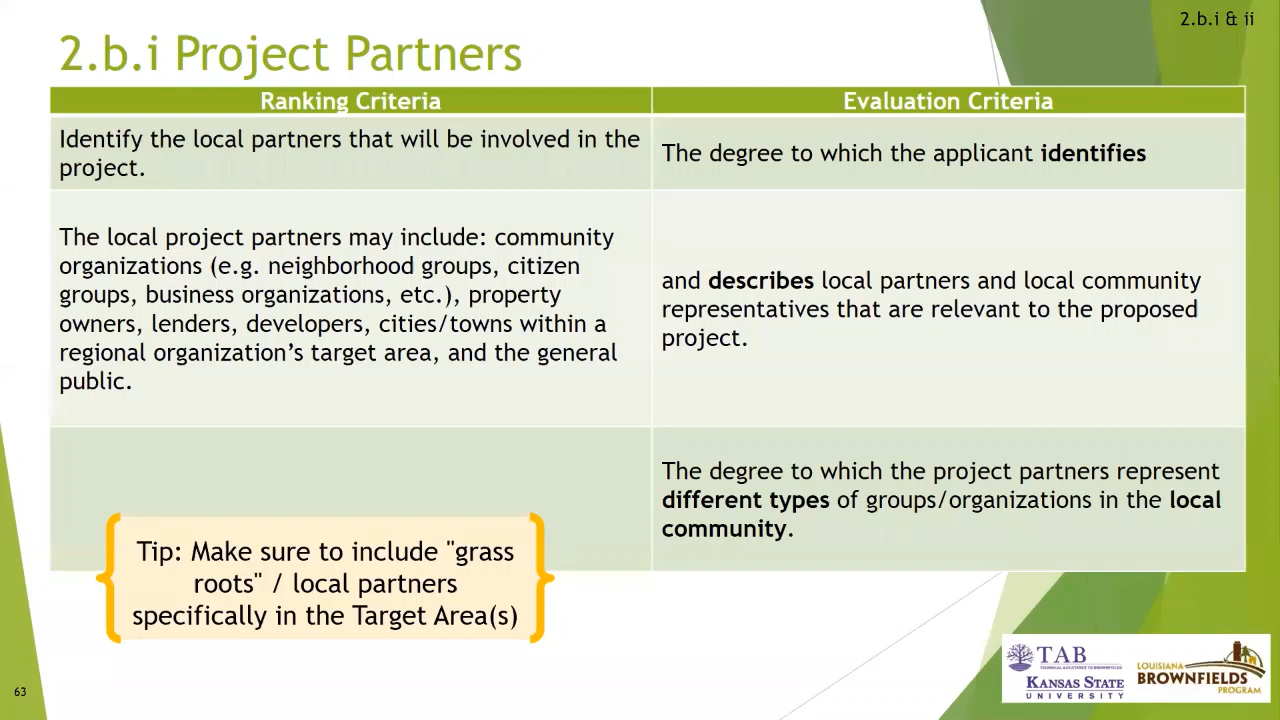 2.b.i & ii
2.b.i Project Partners
Ranking Criteria
Evaluation Criteria
Identify the local partners that will be involved in the
project.
The degree to which the applicant identifies
The local project partners may include: community
organizations (e.g. neighborhood groups, citizen
groups, business organizations, etc.), property
owners, lenders, developers, cities/towns within a
regional organization’s target area, and the general
public.
and describes local partners and local community
representatives that are relevant to the proposed
project.
The degree to which the project partners represent
different types of groups/organizations in the local
community.
Tip: Make sure to include "grass
roots" / local partners
specifically in the Target Area(s)
TAB
TECHNICAL ASSISTANCE TO BROWNFIELDS
KANSAS STATE
UNIVERSITY
LOUISIANA
BROWNFIELDS
PROGRAM
63